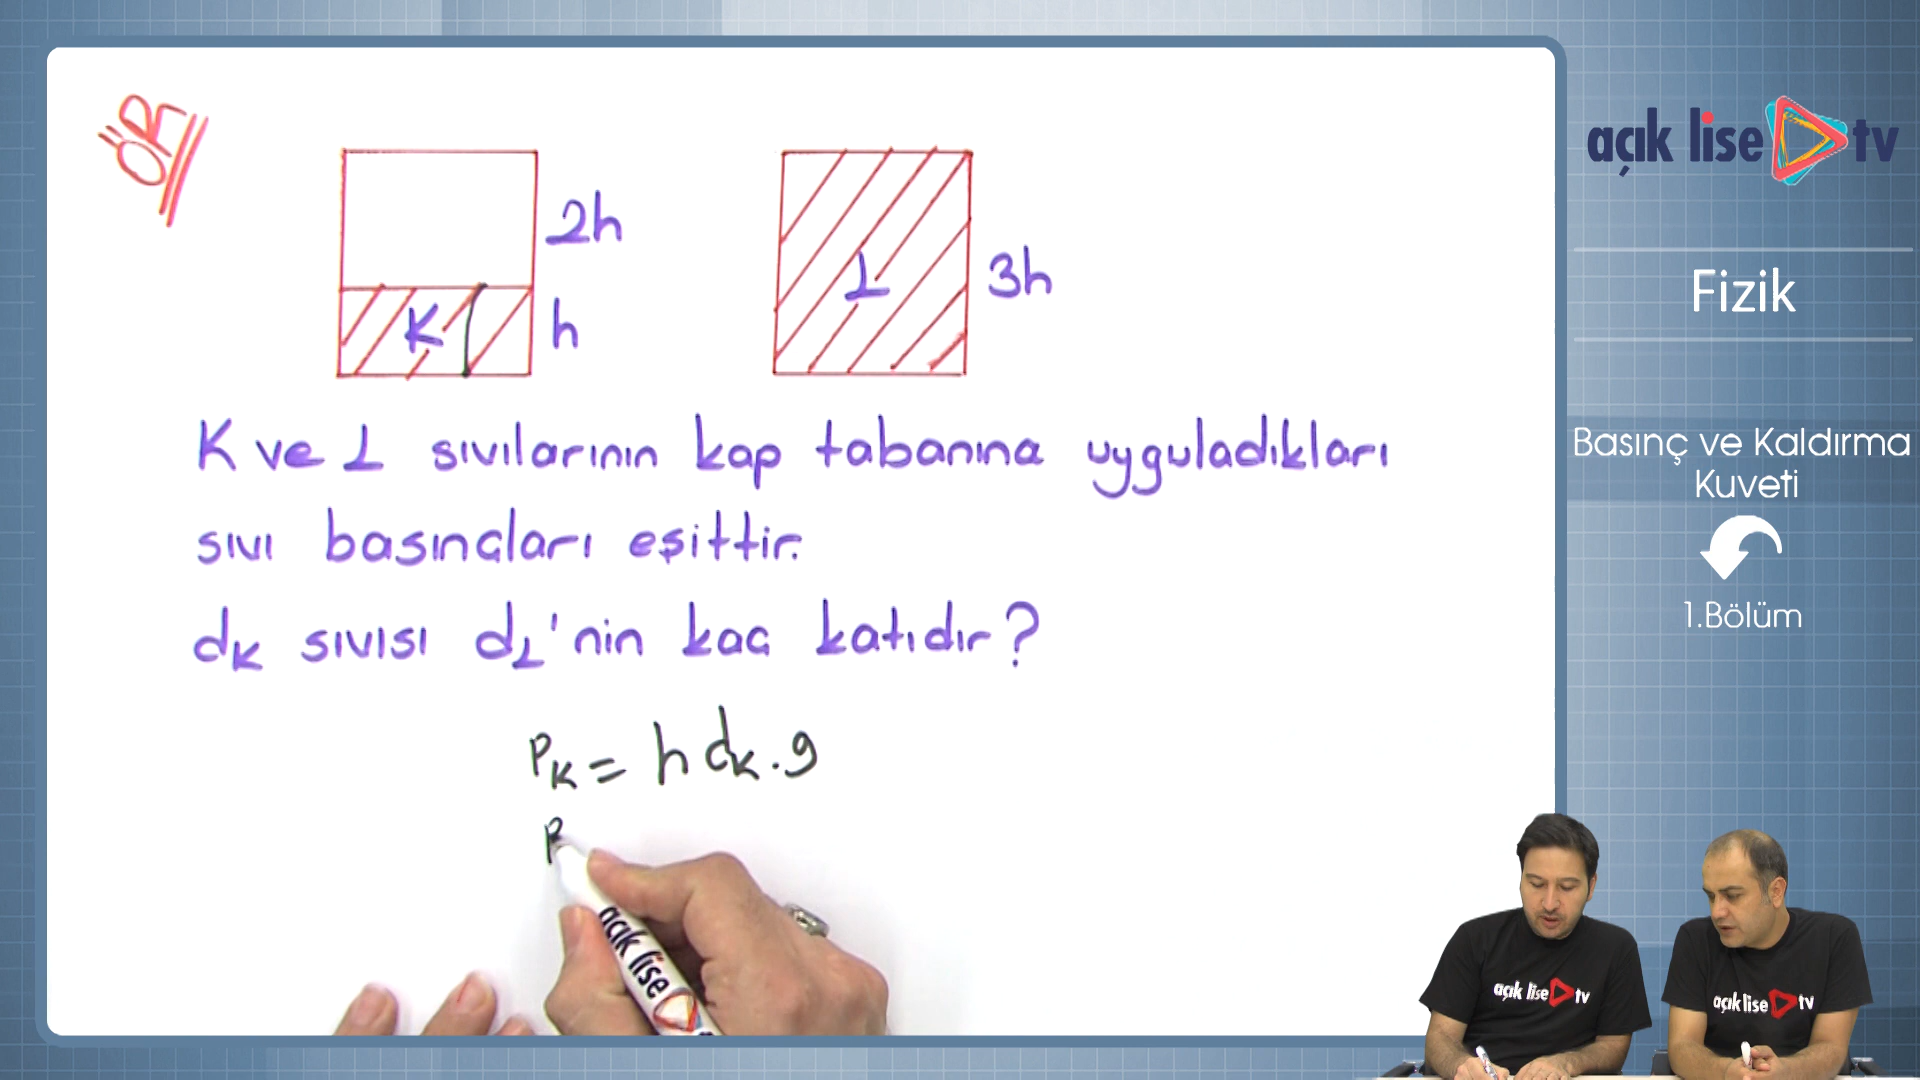 ÖR
2h
K
h
L
3h
K ve L sıvılarının kap tabanına uyguladıkları
sıvı basıncları eşittir.
dK sıvısı dL'nin kaç katıdır?
PK = h dK . g
P
açık lise
açık lise tv
Fizik
Basınç ve Kaldırma
Kuveti
1.Bölüm
açık lise tv
açık lise tv